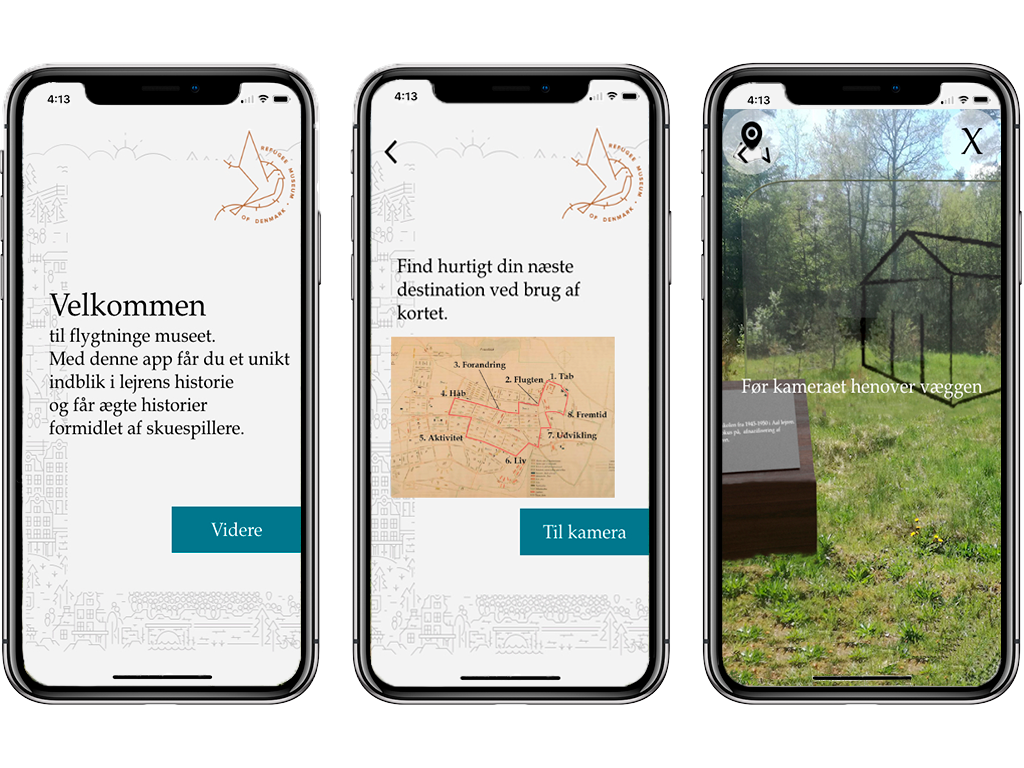 4:13
REFUGEE MUSEUM
OF DENMARK
Velkommen
til flygtninge museet.
Med denne app får du et unikt
indblik i lejrens historie
og får ægte historier
formidlet af skuespillere.
Videre
4:13
REFUGEE MUSEUM
OF DENMARK
Find hurtigt din næste
destination ved brug af
kortet.
3. Forandring
1. Tab
2. Flugten
4. Håb
8. Fremtid
5. Aktivitet
7. Udvikling
6. Liv
Til kamera
4:13
X
Før kameraet henover væggen
fra 1945-1950 i Aal lejren.